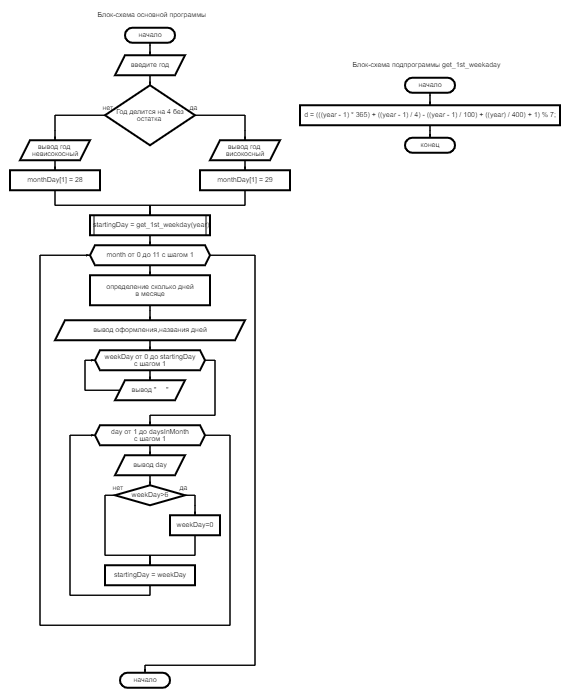 Блок-схема основной программы
начало
введите год
нет
да
Год делится на 4 без
остатка
вывод год
невисокосный
вывод год
високосный
monthDay[1] = 28
monthDay[1] = 29
startingDay = get_1st_weekday(year)
month от 0 до 11 с шагом 1
определение сколько дней
в месяце
вывод оформления,названия дней
weekDay от 0 до startingDay
с шагом 1
вывод "     "
day от 1 до daysInMonth
с шагом 1
вывод day
нет
да
weekDay>6
weekDay=0
startingDay = weekDay
начало
Блок-схема подпрограммы get_1st_weekaday
начало
d = (((year - 1) * 365) + ((year - 1) / 4) - ((year - 1) / 100) + ((year) / 400) + 1) % 7;
конец